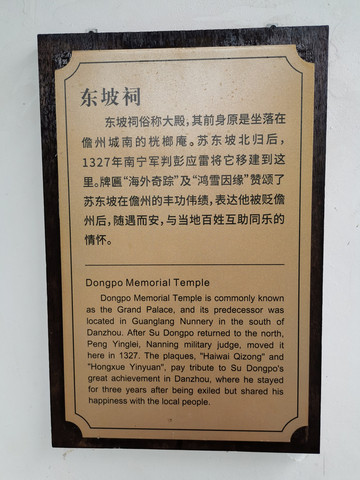 东坡祠
东坡祠俗称大殿，其前身原是坐落在
儋州城南的桄榔庵。苏东坡北归后，
1327年南宁军判彭应雷将它移建到这
里。牌匾“海外奇踪”及“鸿雪因缘”赞颂了
苏东坡在儋州的丰功伟绩，表达他被贬儋
州后，随遇而安，与当地百姓互助同乐的
情怀。
Dongpo Memorial Temple
Dongpo Memorial Temple is commonly known
as the Grand Palace, and its predecessor was
located in Guanglang Nunnery in the south of
Danzhou. After Su Dongpo returned to the north,
Peng Yinglei, Nanning military judge, moved it
here in 1327. The plaques, "Haiwai Qizong" and
"Hongxue Yinyuan", pay tribute to Su Dongpo's
great achievement in Danzhou, where he stayed
for three years after being exiled but shared his
happiness with the local people.